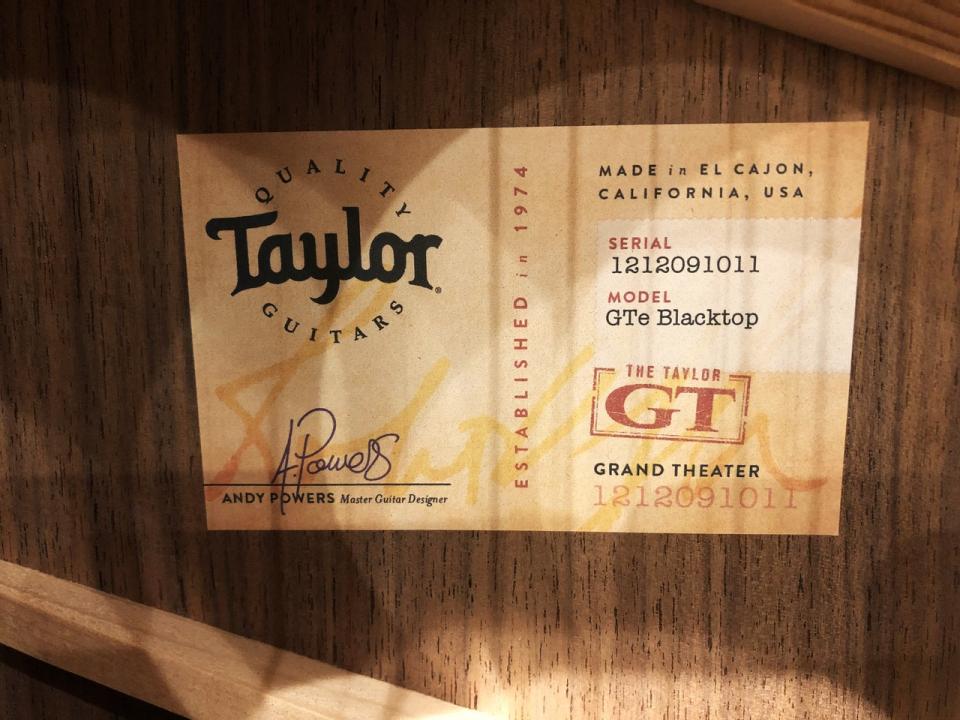 QUALITY
Taylor®
GUITARS
A. Powers
ANDY POWERS Master Guitar Designer
ESTABLISHED in 1974
MADE in EL CAJON,
CALIFORNIA, USA
SERIAL
1212091011
MODEL
GTe Blacktop
THE TAYLOR
GT
GRAND THEATER
1212091011